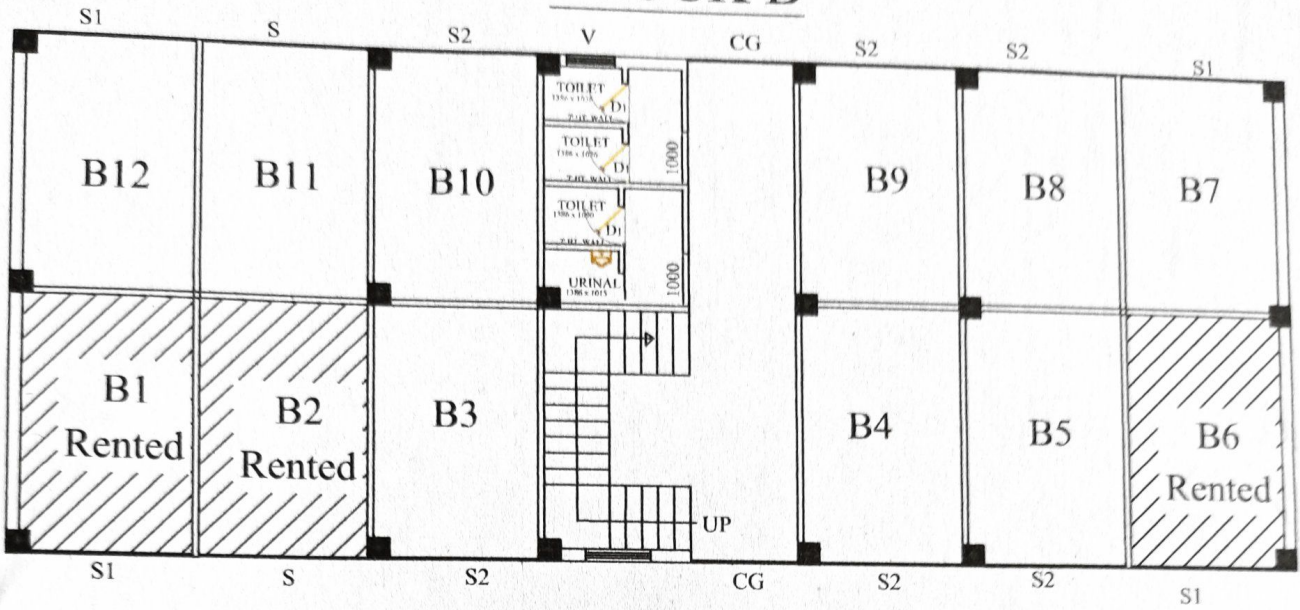 S1 S S2 V CG S2 S2 S1
B12 B11 B10 B9 B8 B7
TOILET
D1
TOILET
D1
1000
TOILET
D1
URINAL
1000
B1
Rented
B2
Rented
B3
B4
B5
B6
Rented
UP
S1 S S2 CG S2 S2 S1